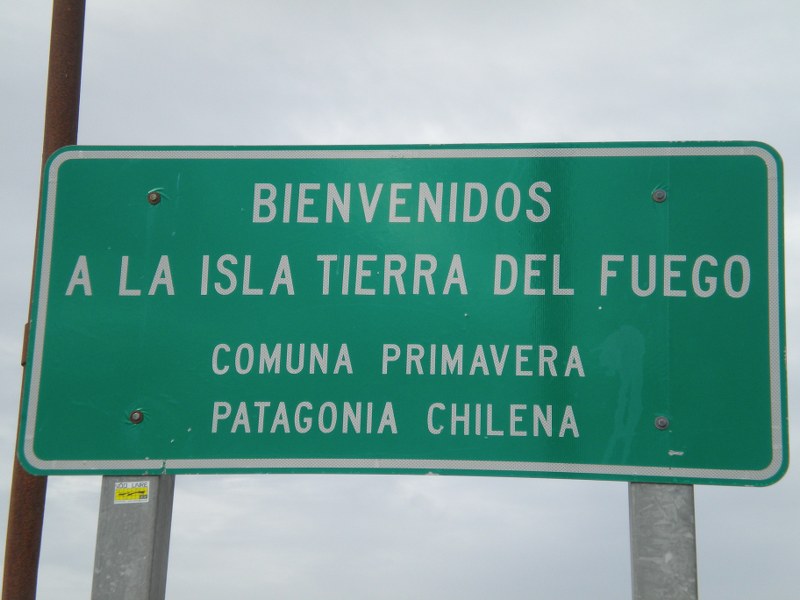 BIENVENIDOS
A LA ISLA TIERRA DEL FUEGO
COMUNA PRIMAVERA
PATAGONIA CHILENA